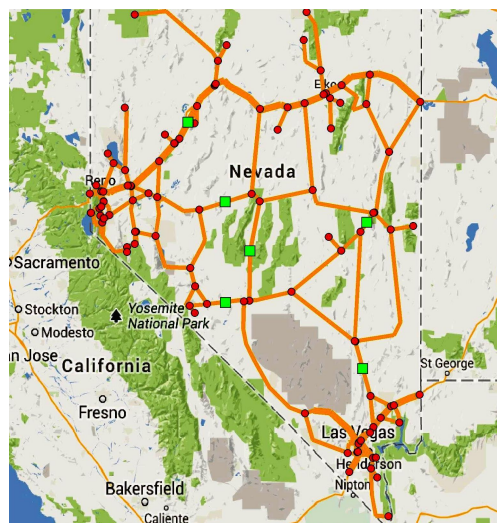 Elko
Nevada
Reno
Sacramento
Yosemite
National Park
Stockton
Modesto
an Jose
California
St George
Fresno
Las Vegas
Henderson
Nipton
Bakersfield
Caliente